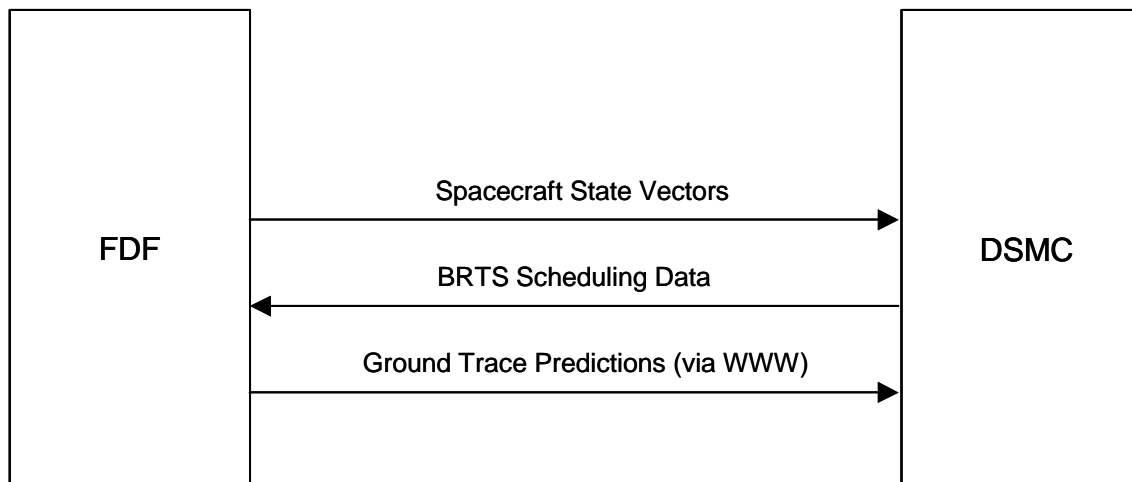 Spacecraft State Vectors
FDF
DSMC
BRTS Scheduling Data
Ground Trace Predictions (via WWW)